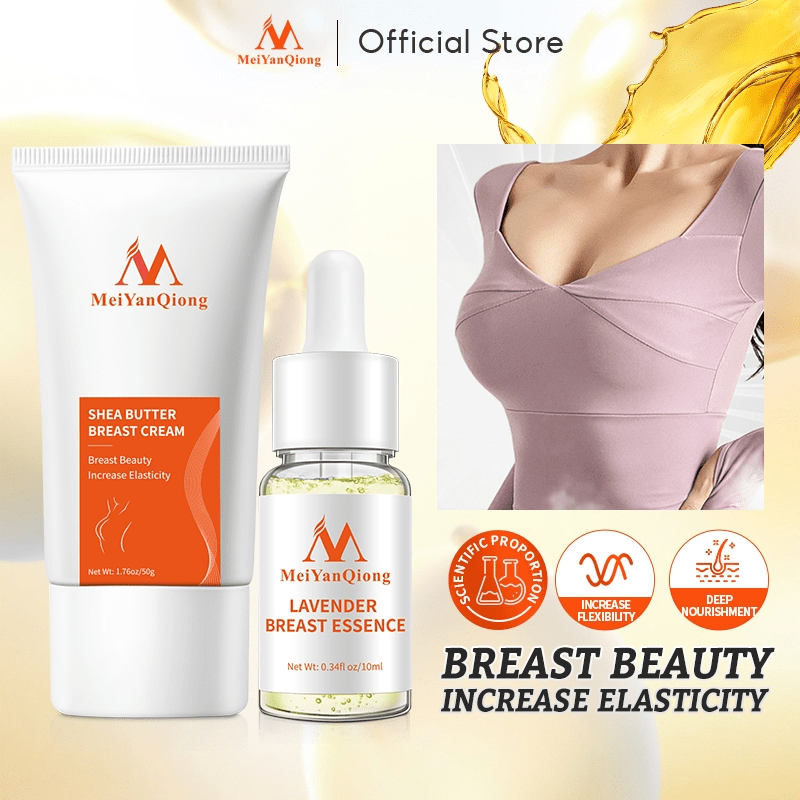 MeiYanQiong
Official Store
MeiYanQiong
SHEA BUTTER
BREAST CREAM
Breast Beauty
Increase Elasticity
Net Wt: 1.76oz/50g
MeiYanQiong
LAVENDER
BREAST ESSENCE
Net Wt: 0.34fl oz/10ml
SCIENTIFIC PROPORTION
INCREASE
FLEXIBILITY
DEEP
NOURISHMENT
BREAST BEAUTY
INCREASE ELASTICITY